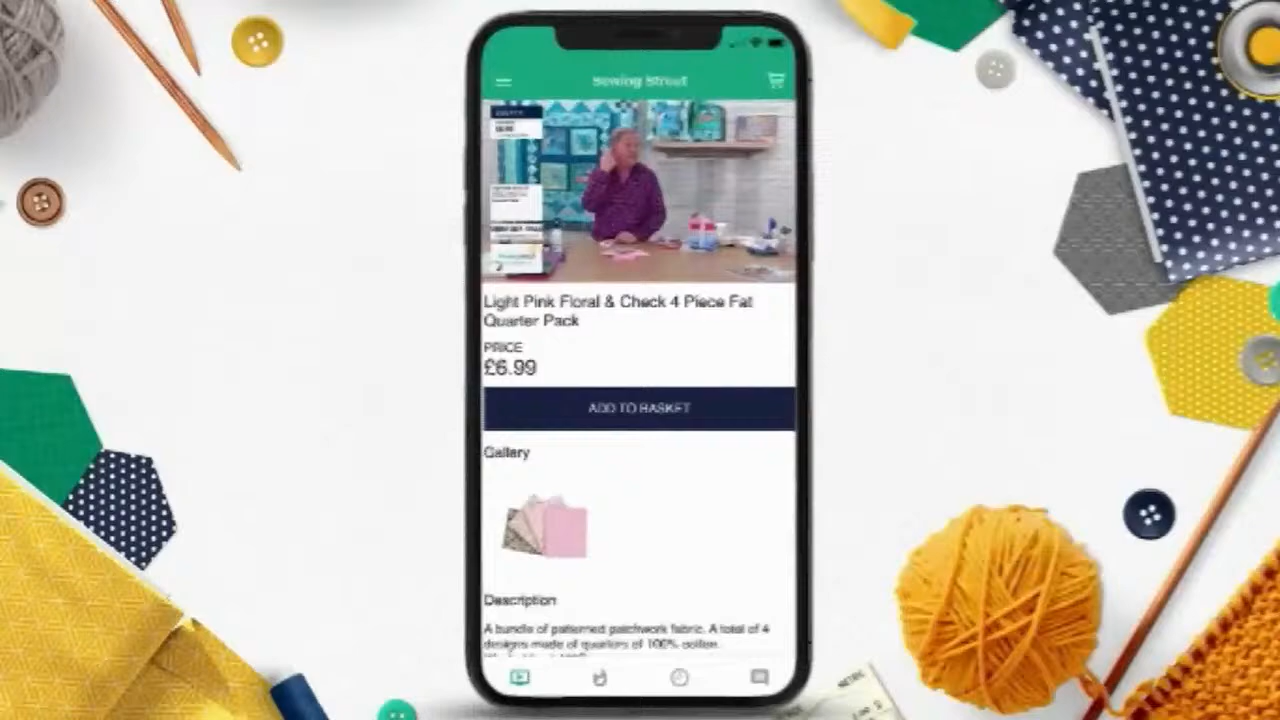 Sewing Street
Light Pink Floral & Check 4 Piece Fat
Quarter Pack
PRICE
£6.99
ADD TO BASKET
Gallery
Description
A bundle of patterned patchwork fabric. A total of 4
designs made of quarters of 100% cotton.
METRIC